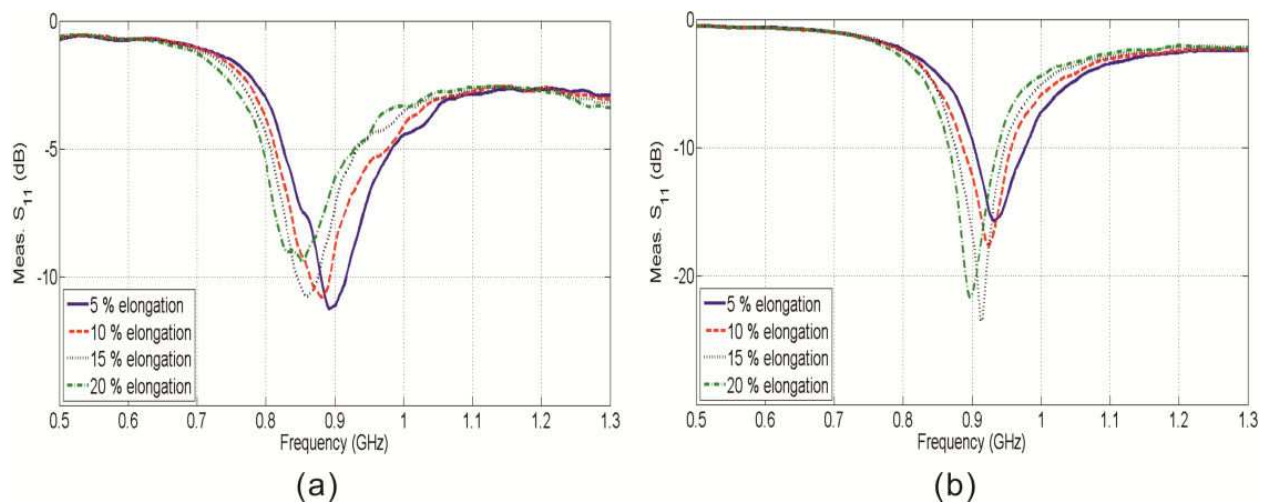 0
-5
-10
Meas. S11 (dB)
5 % elongation
10 % elongation
15 % elongation
20 % elongation
0.5 0.6 0.7 0.8 0.9 1 1.1 1.2 1.3
Frequency (GHz)
(a)
0
-10
-20
Meas. S11 (dB)
5 % elongation
10 % elongation
15 % elongation
20 % elongation
0.5 0.6 0.7 0.8 0.9 1 1.1 1.2 1.3
Frequency (GHz)
(b)